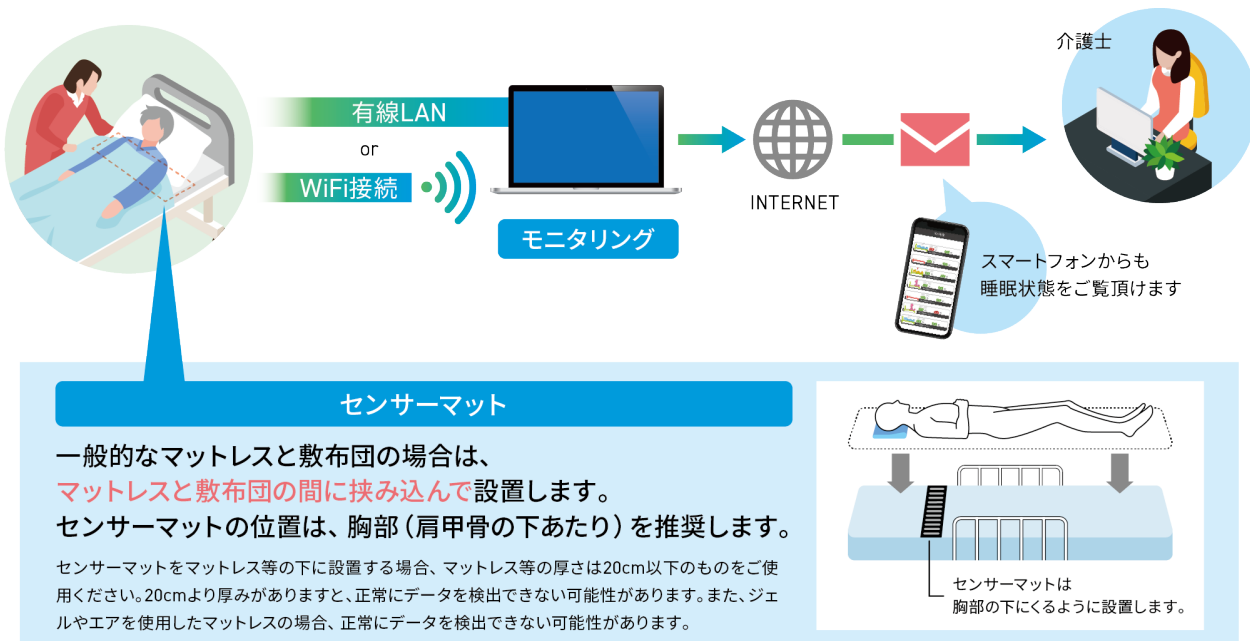 介護士
有線LAN
or
WiFi接続
モニタリング
INTERNET
スマートフォンからも
睡眠状態をご覧頂けます
センサーマット
一般的なマットレスと敷布団の場合は、
マットレスと敷布団の間に挟み込んで設置します。
センサーマットの位置は、胸部（肩甲骨の下あたり）を推奨します。
センサーマットをマットレス等の下に設置する場合、マットレス等の厚さは20cm以下のものをご使
用ください。20cmより厚みがありますと、正常にデータを検出できない可能性があります。また、ジェ
ルやエアを使用したマットレスの場合、正常にデータを検出できない可能性があります。
センサーマットは
胸部の下にくるように設置します。